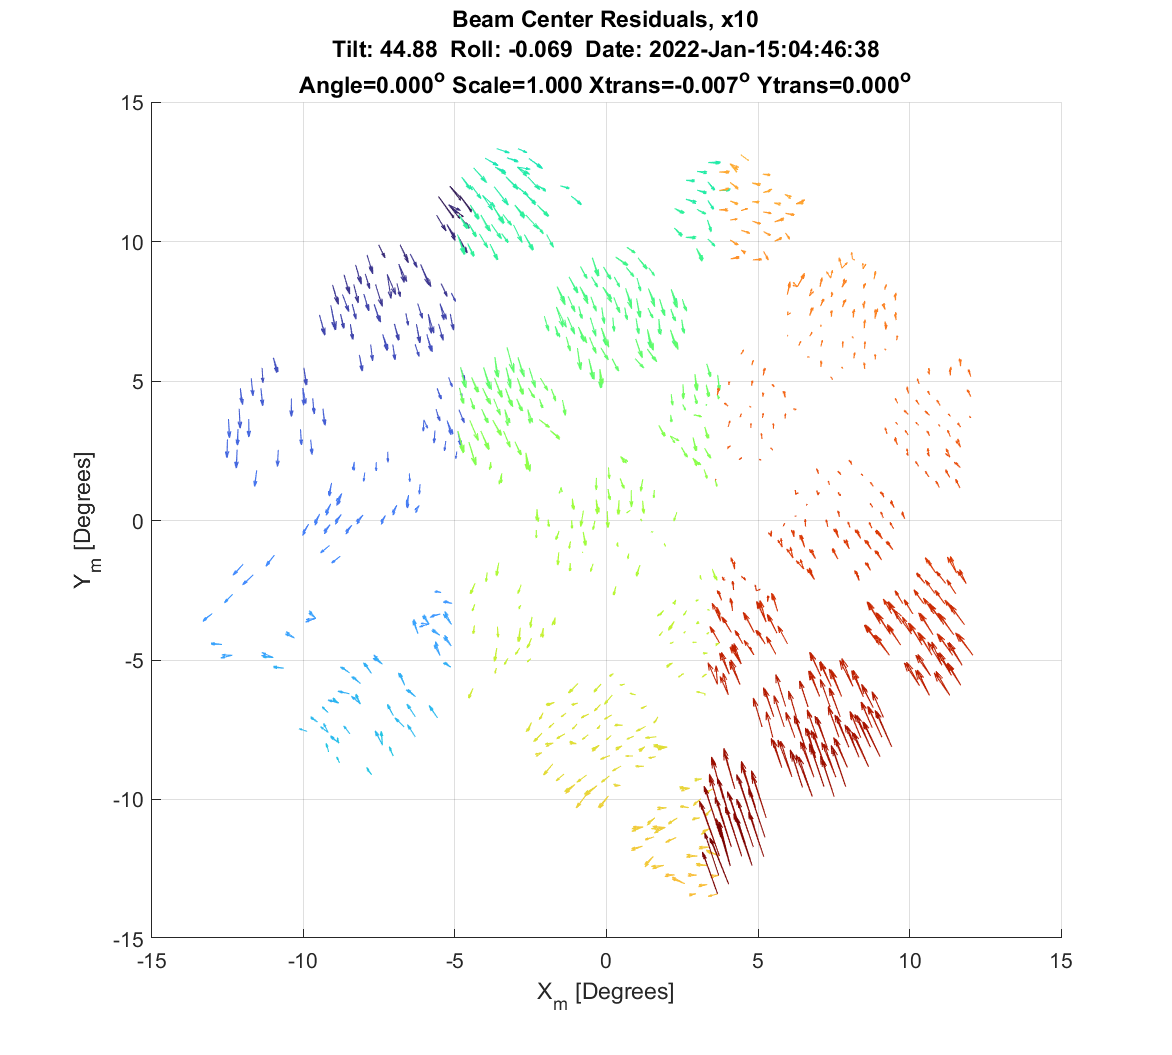 Beam Center Residuals, x10
Tilt: 44.88 Roll: -0.069 Date: 2022-Jan-15:04:46:38
Angle=0.000° Scale=1.000 Xtrans=-0.007° Ytrans=0.000°
15
10
5
0
-5
-10
-15
Y_m [Degrees]
-15 -10 -5 0 5 10 15
X_m [Degrees]